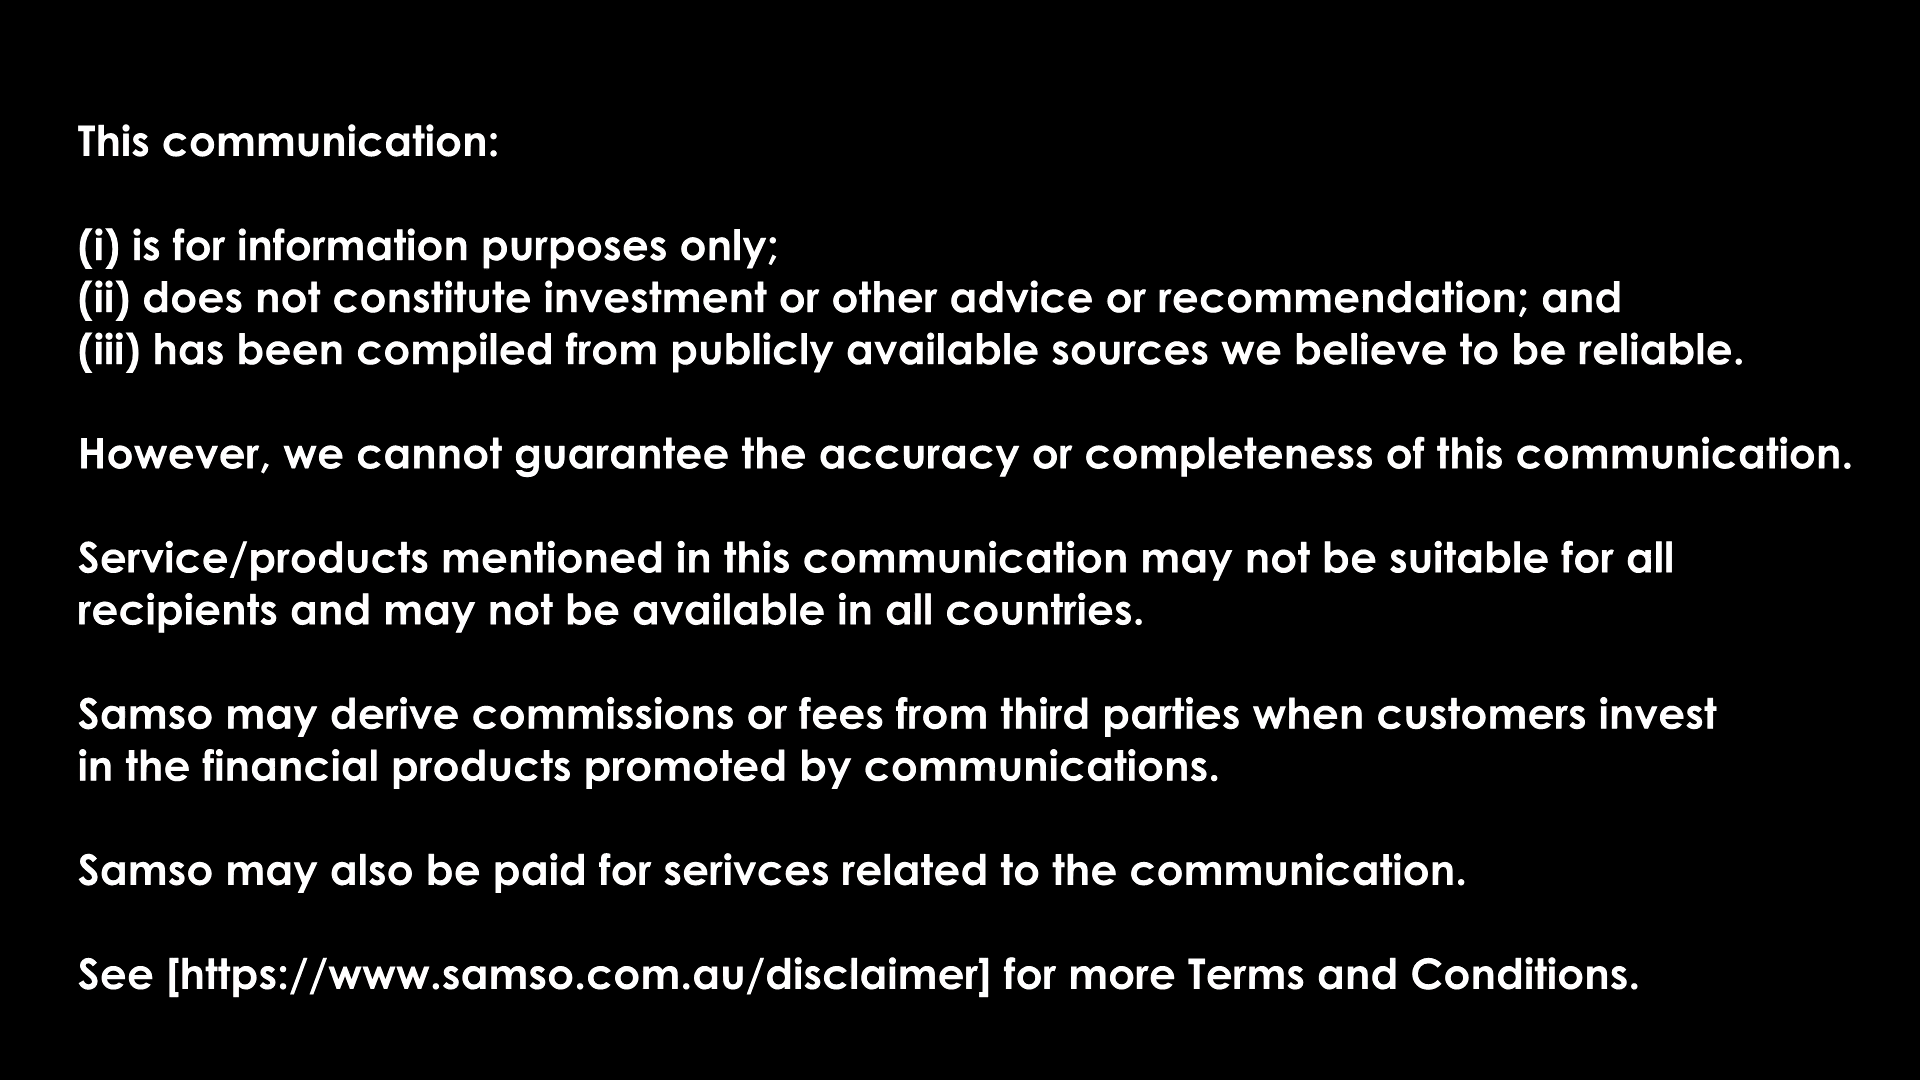 This communication:
(i) is for information purposes only;
(ii) does not constitute investment or other advice or recommendation; and
(iii) has been compiled from publicly available sources we believe to be reliable.
However, we cannot guarantee the accuracy or completeness of this communication.
Service/products mentioned in this communication may not be suitable for all
recipients and may not be available in all countries.
Samso may derive commissions or fees from third parties when customers invest
in the financial products promoted by communications.
Samso may also be paid for serivces related to the communication.
See [https://www.samso.com.au/disclaimer] for more Terms and Conditions.